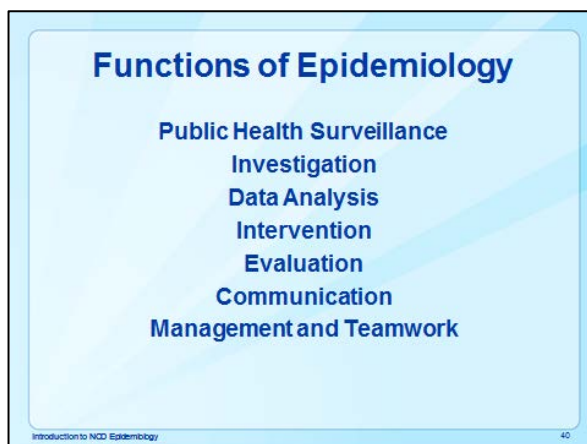 Functions of Epidemiology
Public Health Surveillance
Investigation
Data Analysis
Intervention
Evaluation
Communication
Management and Teamwork
Introduction to NCD Epidemiology
40